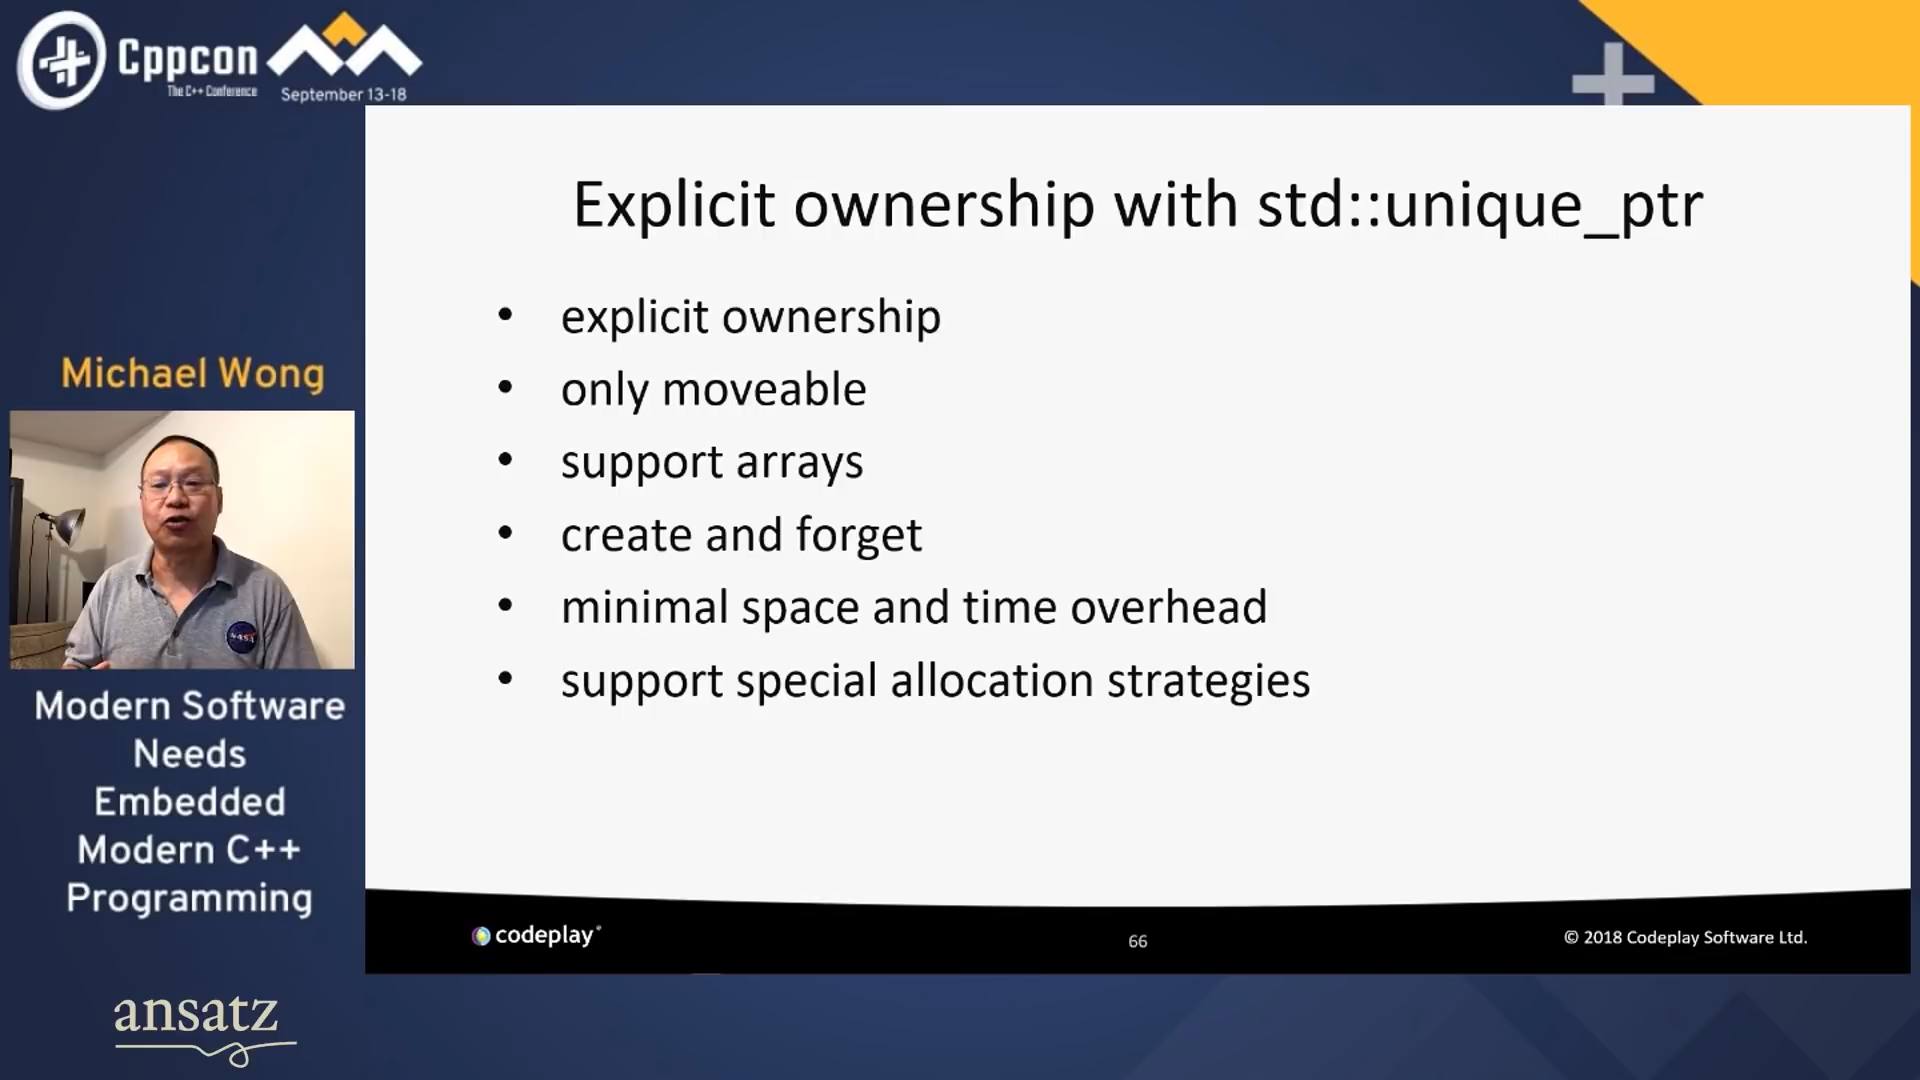 Cppcon
The C++ Conference
September 13-18
Explicit ownership with std::unique_ptr
• explicit ownership
• only moveable
• support arrays
• create and forget
• minimal space and time overhead
• support special allocation strategies
Michael Wong
NASA
Modern Software
Needs
Embedded
Modern C++
Programming
codeplay®
66
© 2018 Codeplay Software Ltd.
ansatz